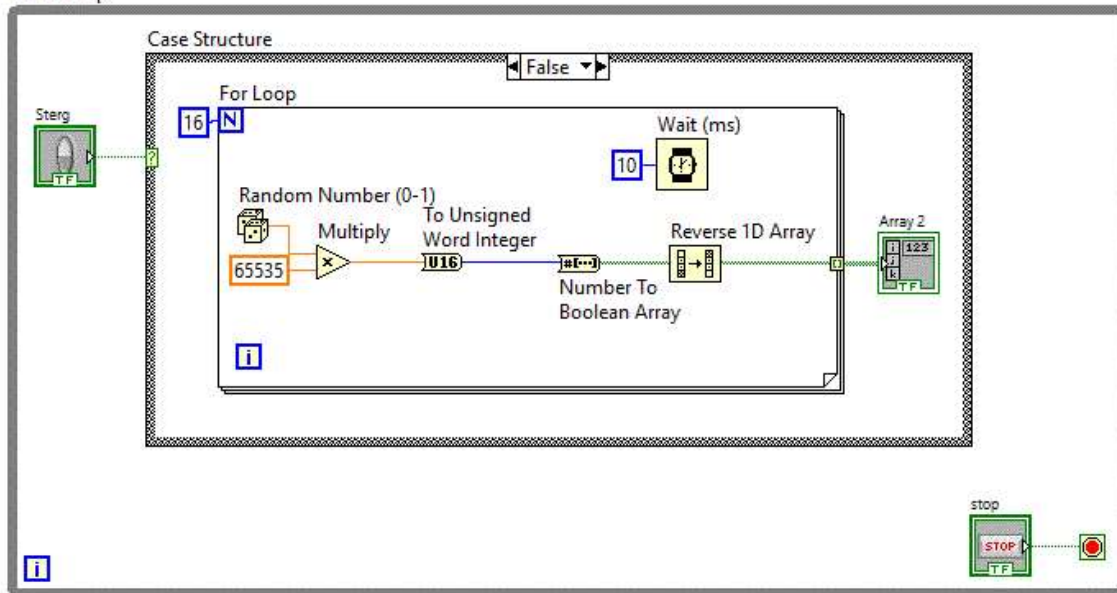 Case Structure
False
For Loop
Sterg
16
N
Wait (ms)
10
Random Number (0-1)
To Unsigned
Word Integer
Multiply
Reverse 1D Array
Array 2
65535
x
U16
#[···]
i
123
j
k
TF
TF
?
Number To
Boolean Array
i
stop
STOP
TF
i